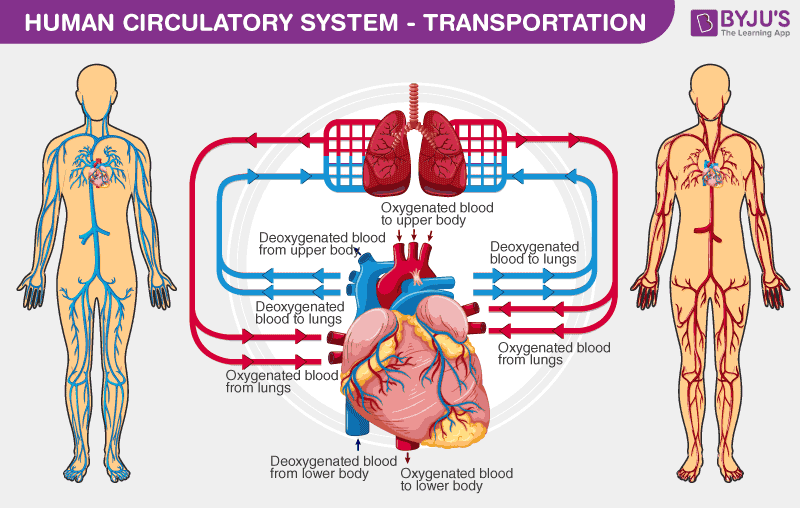 HUMAN CIRCULATORY SYSTEM - TRANSPORTATION
B BYJU'S
The Learning App
Oxygenated blood
to upper body
Deoxygenated blood
from upper body
Deoxygenated
blood to lungs
Deoxygenated
blood to lungs
Oxygenated blood
from lungs
Oxygenated blood
from lungs
Deoxygenated blood
from lower body
Oxygenated blood
to lower body